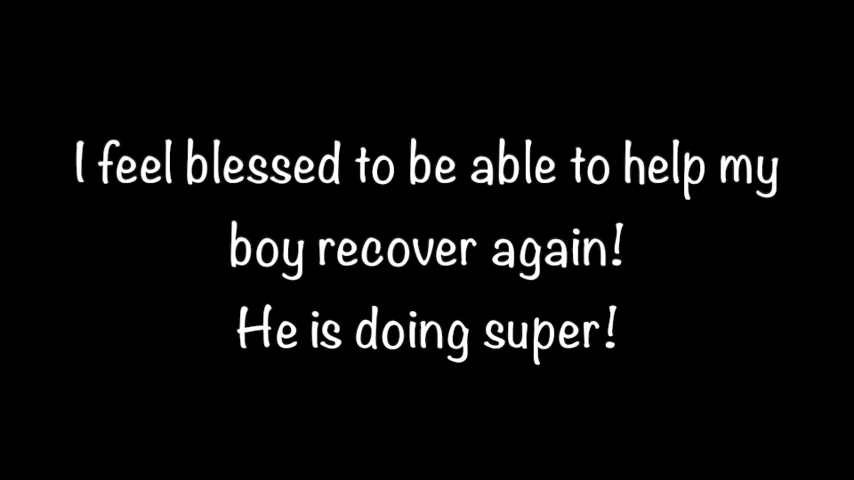 I feel blessed to be able to help my
boy recover again!
He is doing super!